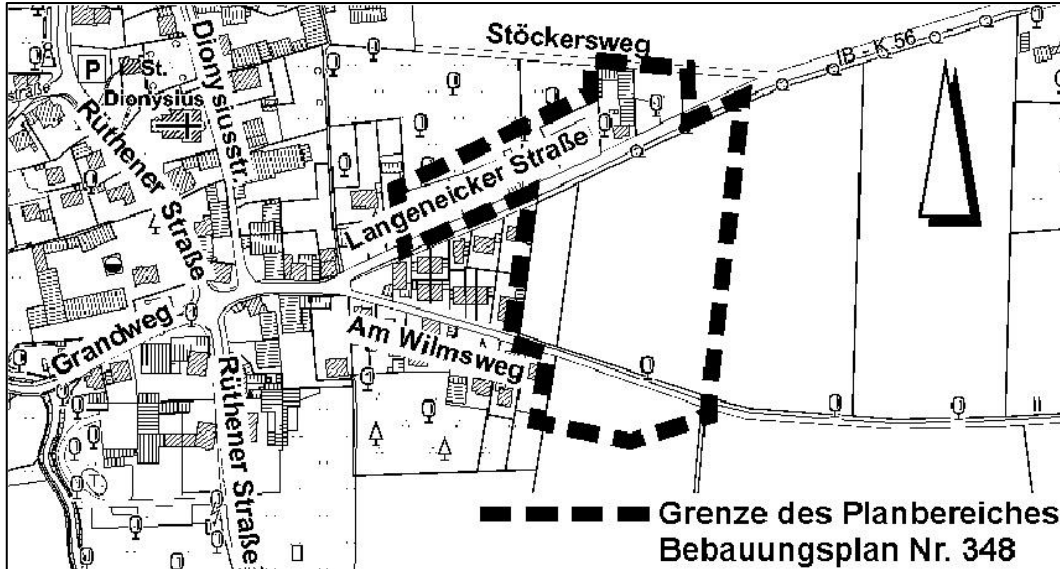 Stöckersweg
IB - K 56
P
St.
Dionysius
Dionysiusstr.
Rüthener Straße
Langeneicker Straße
Grandweg
Am Wilmsweg
Rüthener Straße
II
Grenze des Planbereiches
Bebauungsplan Nr. 348